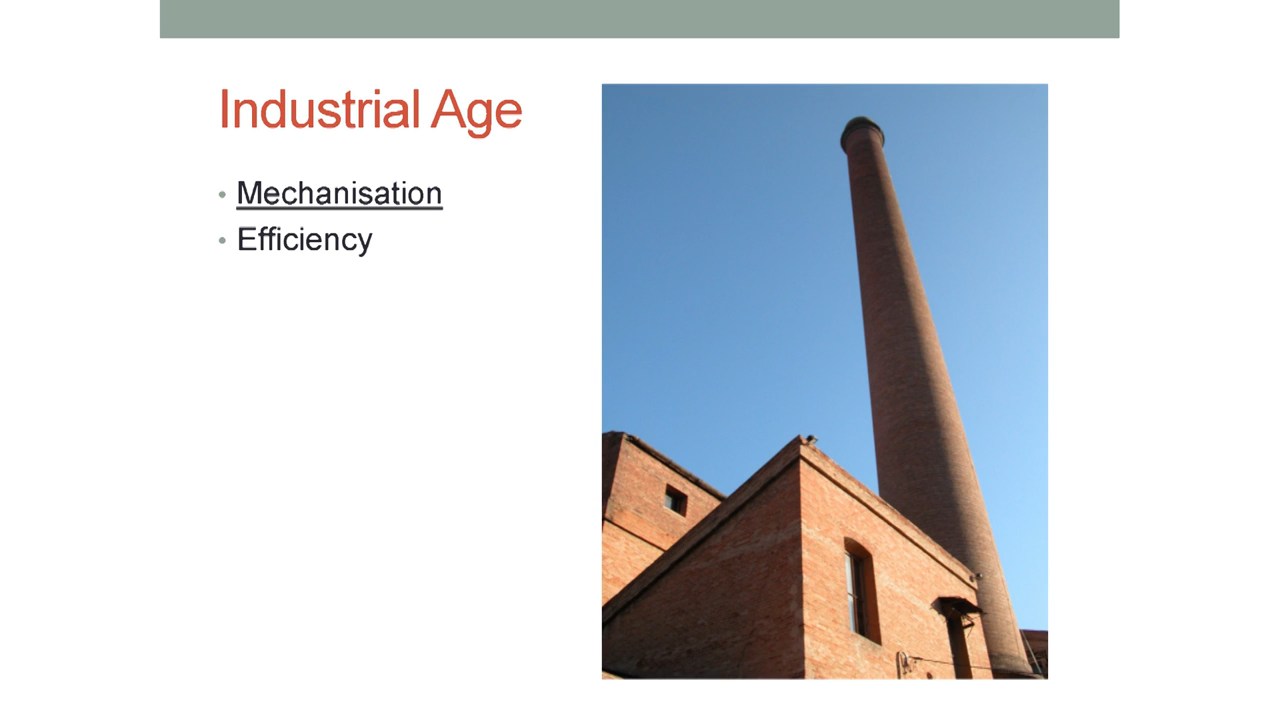 Industrial Age
• Mechanisation
• Efficiency